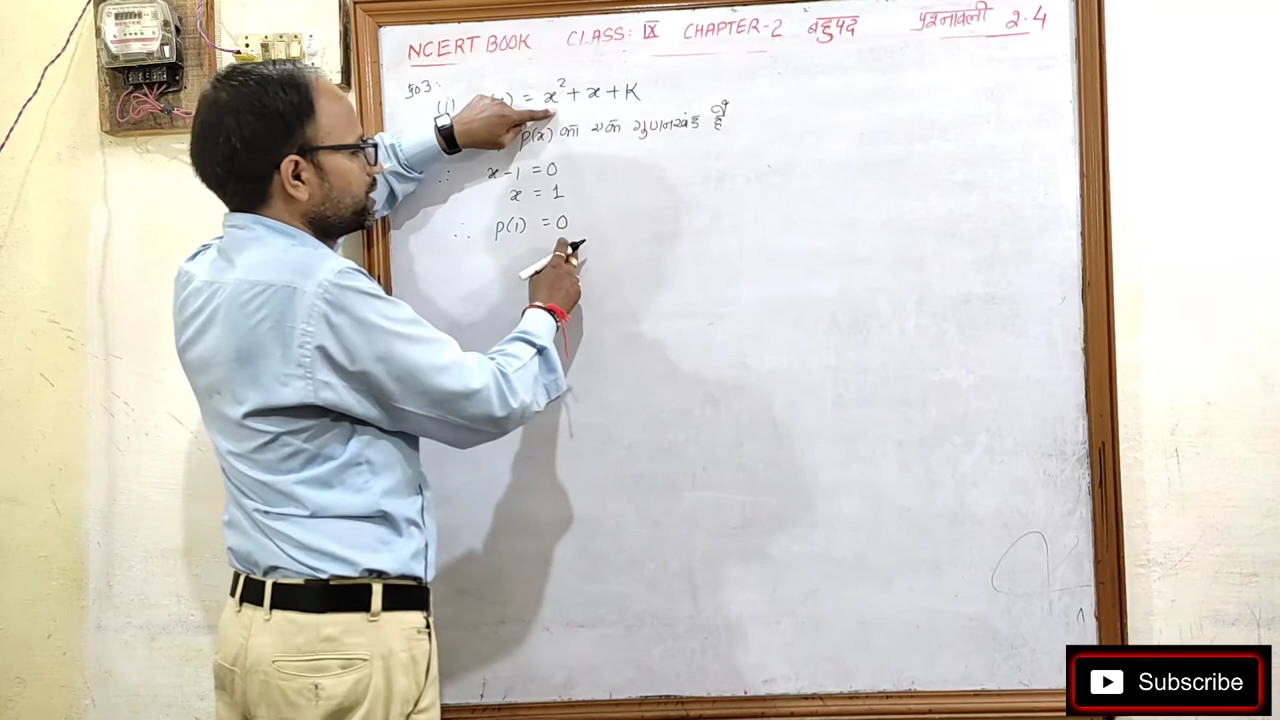 NCERT BOOK CLASS: IX CHAPTER-2 बहुपद प्रश्नावली 2.4
प्र03:
(i) = x² + x + K
p(x) का एक गुणनखंड है
∴ x-1 = 0
x = 1
∴ p(1) = 0
Subscribe